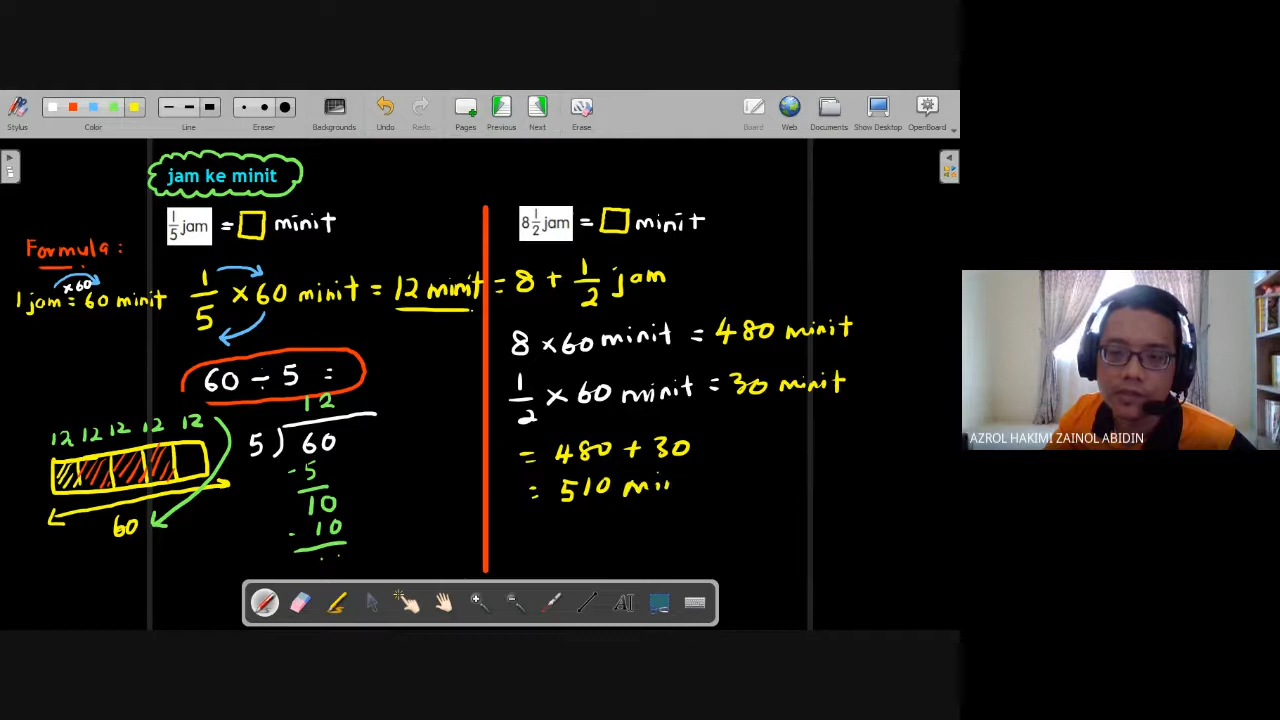 Stylus
Color
Line
Eraser
Backgrounds
Undo
Redo
Pages
Previous
Next
Erase
Board
Web
Documents
Show Desktop
OpenBoard
jam ke minit
1/5 jam = □ minit
Formula:
×60
1 jam = 60 minit
1/5 × 60 minit = 12 minit
60 ÷ 5 =
12
5) 60
- 5
10
- 10
12 12 12 12 12
60
8 1/2 jam = □ minit
= 8 + 1/2 jam
8 × 60 minit = 480 minit
1/2 × 60 minit = 30 minit
= 480 + 30
= 510 mii
AI
AZROL HAKIMI ZAINOL ABIDIN